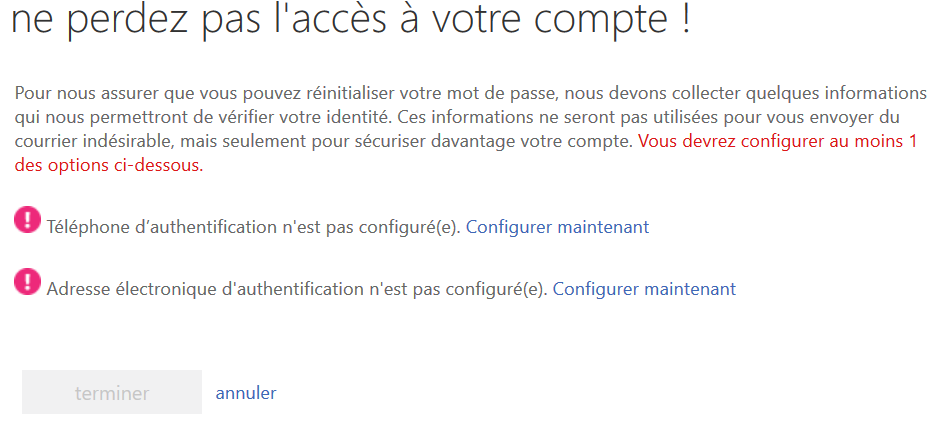 ne perdez pas l'accès à votre compte !
Pour nous assurer que vous pouvez réinitialiser votre mot de passe, nous devons collecter quelques informations
qui nous permettront de vérifier votre identité. Ces informations ne seront pas utilisées pour vous envoyer du
courrier indésirable, mais seulement pour sécuriser davantage votre compte. Vous devrez configurer au moins 1
des options ci-dessous.
Téléphone d’authentification n'est pas configuré(e). Configurer maintenant
Adresse électronique d'authentification n'est pas configuré(e). Configurer maintenant
terminer annuler